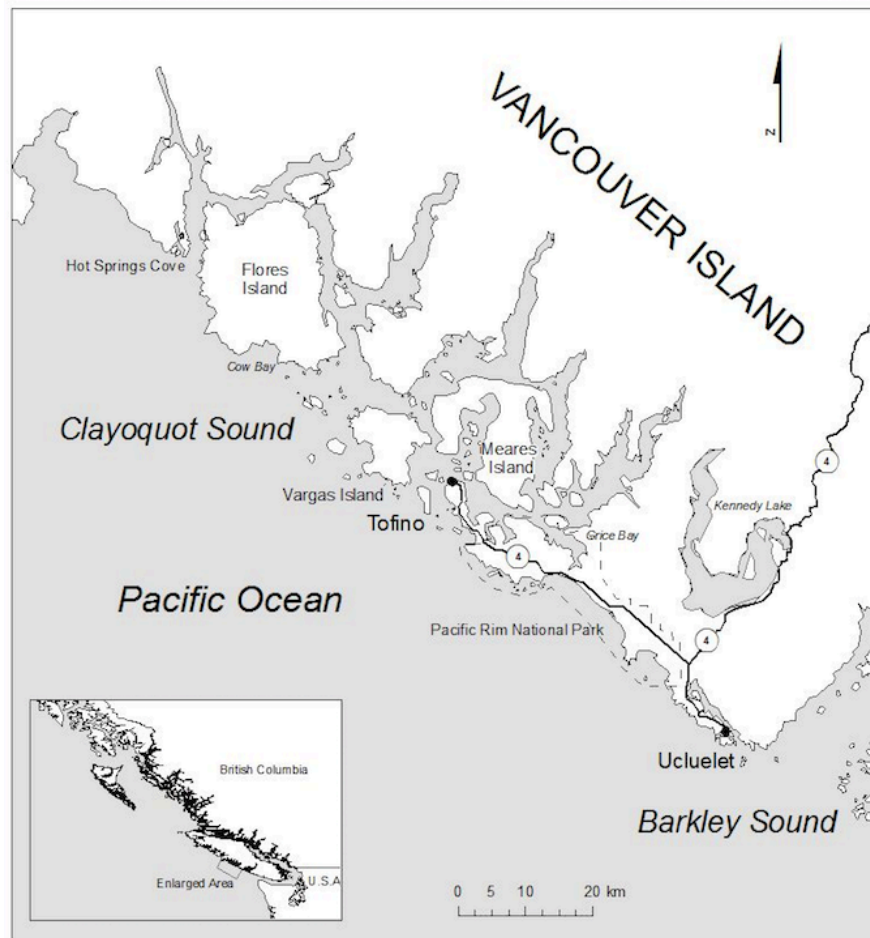 N
VANCOUVER ISLAND
Hot Springs Cove
Flores
Island
Cow Bay
Clayoquot Sound
Meares
Island
4
Vargas Island
Kennedy Lake
Tofino
Grice Bay
4
Pacific Ocean
Pacific Rim National Park
4
British Columbia
Ucluelet
Barkley Sound
Enlarged Area
U.S.A
0 5 10 20 km